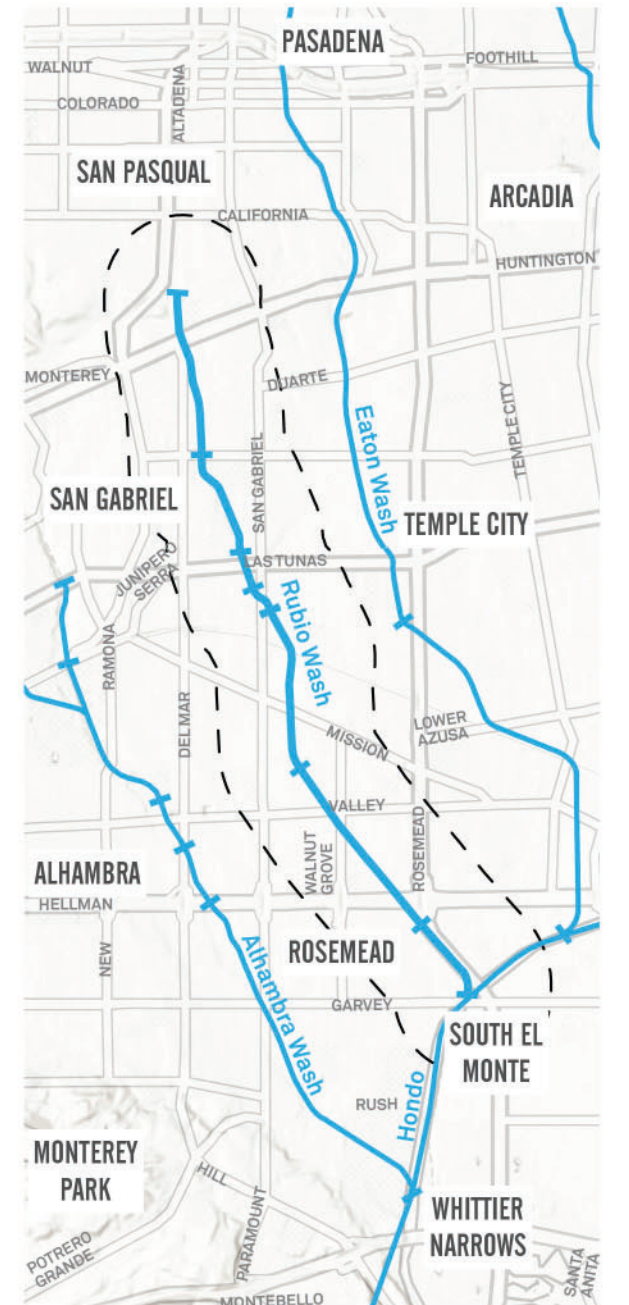 PASADENA
FOOTHILL
WALNUT
COLORADO
ALTADENA
SAN PASQUAL
ARCADIA
CALIFORNIA
HUNTINGTON
MONTEREY
DUARTE
TEMPLE CITY
Eaton Wash
SAN GABRIEL
SAN GABRIEL
TEMPLE CITY
LAS TUNAS
JUNIPERO
SERRA
Rubio Wash
RAMONA
DEL MAR
MISSION
LOWER
AZUSA
VALLEY
WALNUT
GROVE
ROSEMEAD
ALHAMBRA
HELLMAN
NEW
Alhambra Wash
ROSEMEAD
GARVEY
SOUTH EL
MONTE
Hondo
RUSH
MONTEREY
PARK
HILL
PARAMOUNT
WHITTIER
NARROWS
POTRERO
GRANDE
SANTA
ANITA
MONTEBELLO